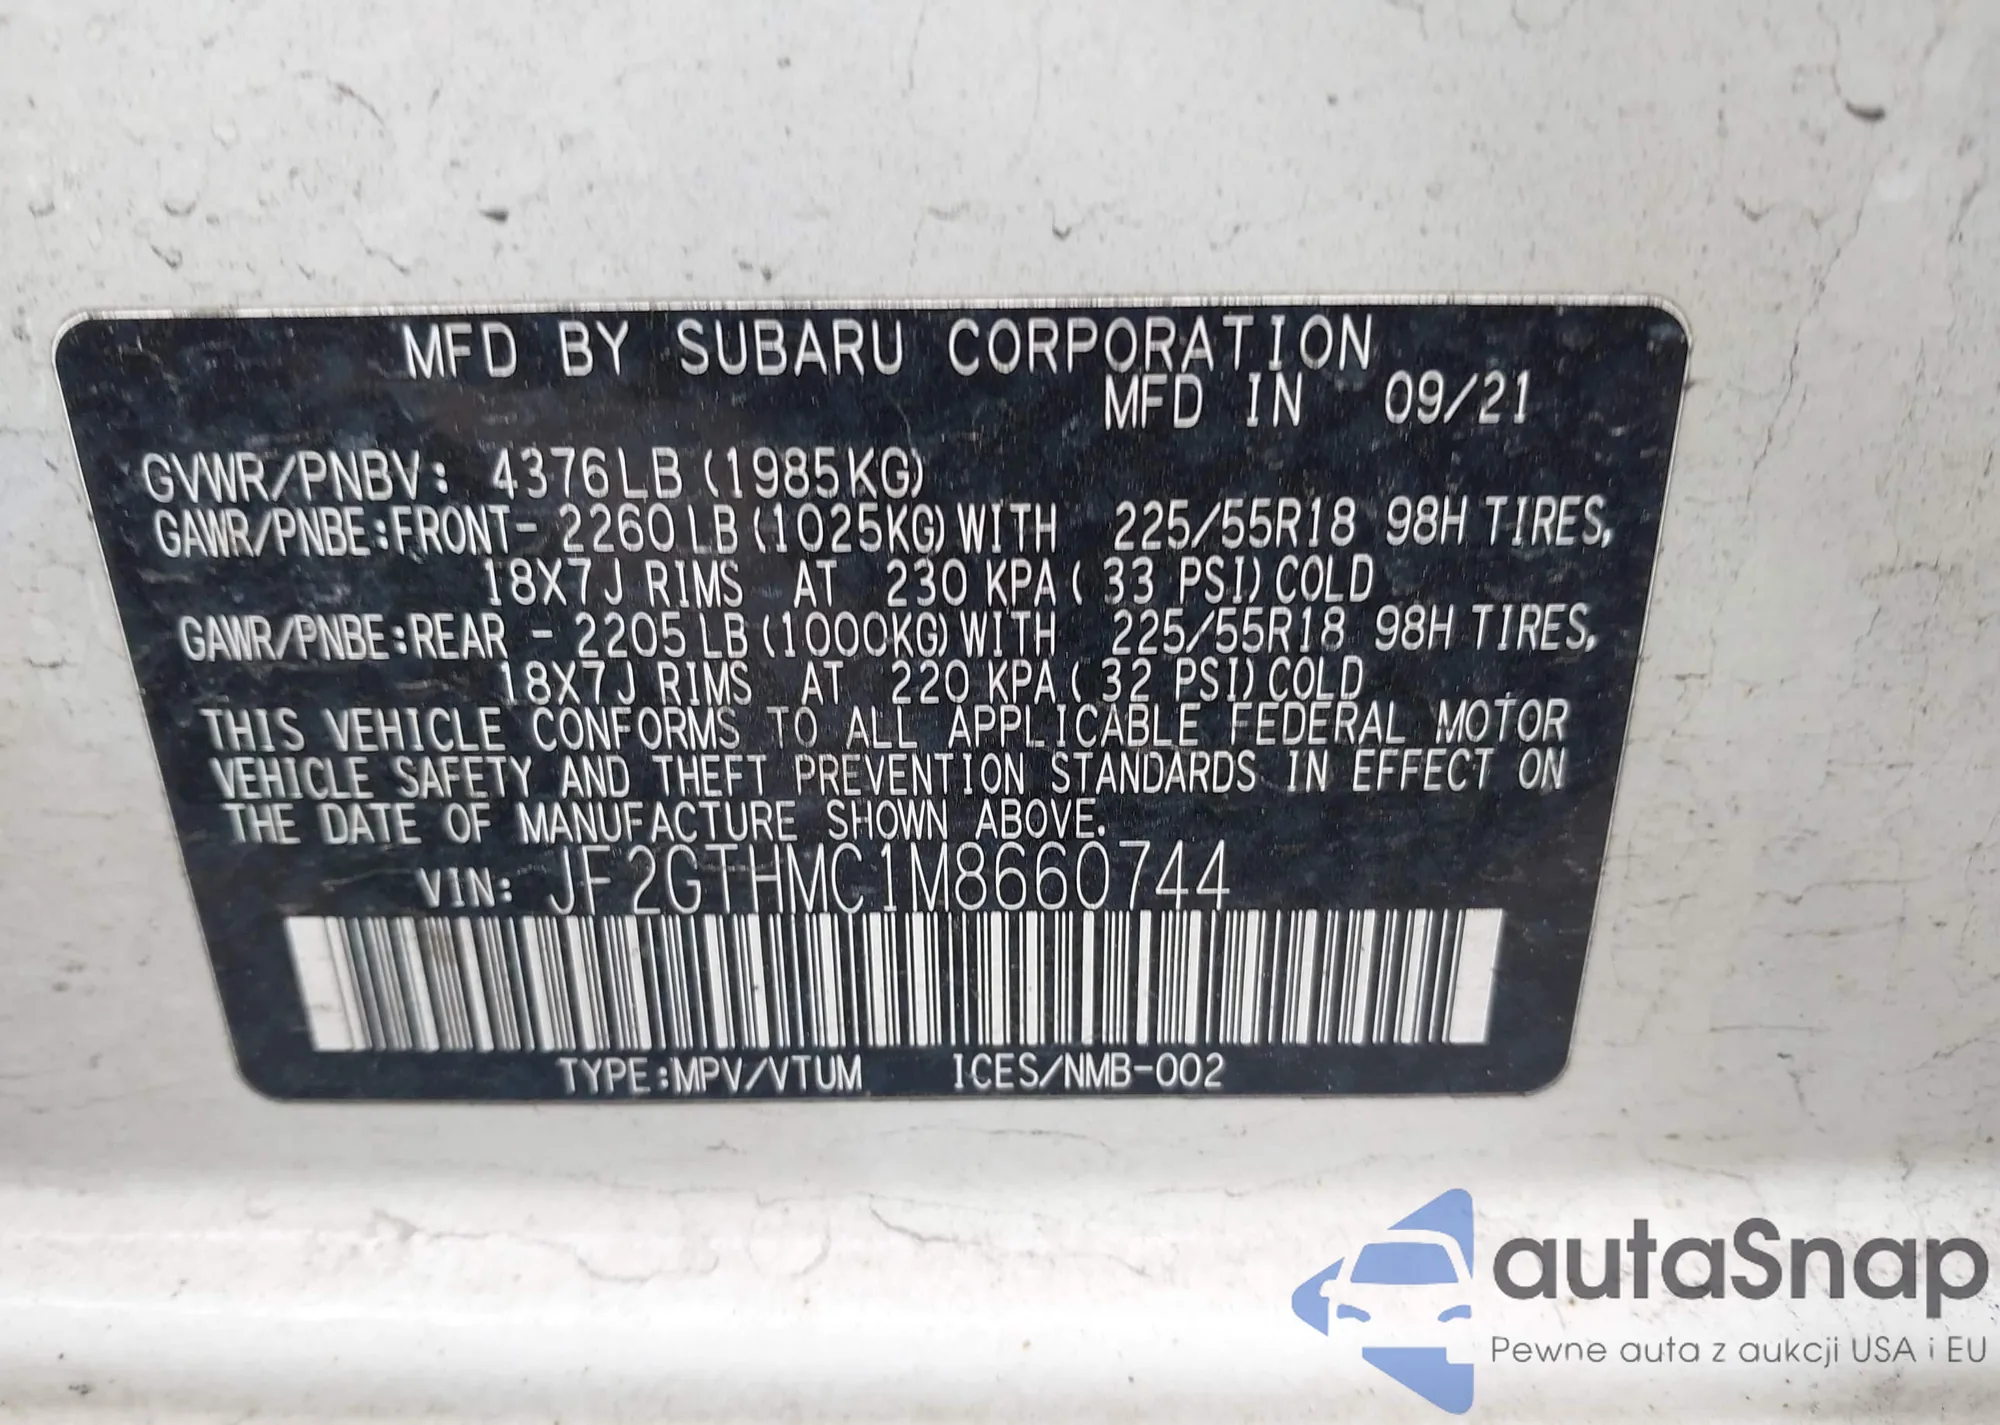 MFD BY SUBARU CORPORATION
MFD IN 09/21
GVWR/PNBV: 4376LB (1985KG)
GAWR/PNBE:FRONT- 2260LB (1025KG) WITH 225/55R18 98H TIRES,
18X7J RIMS AT 230 KPA ( 33 PSI) COLD
GAWR/PNBE:REAR - 2205LB (1000KG) WITH 225/55R18 98H TIRES,
18X7J RIMS AT 220 KPA ( 32 PSI) COLD
THIS VEHICLE CONFORMS TO ALL APPLICABLE FEDERAL MOTOR
VEHICLE SAFETY AND THEFT PREVENTION STANDARDS IN EFFECT ON
THE DATE OF MANUFACTURE SHOWN ABOVE.
VIN: JF2GTHMC1M8660744
TYPE:MPV/VTUM ICES/NMB-002
autaSnap
Pewne auta z aukcji USA i EU